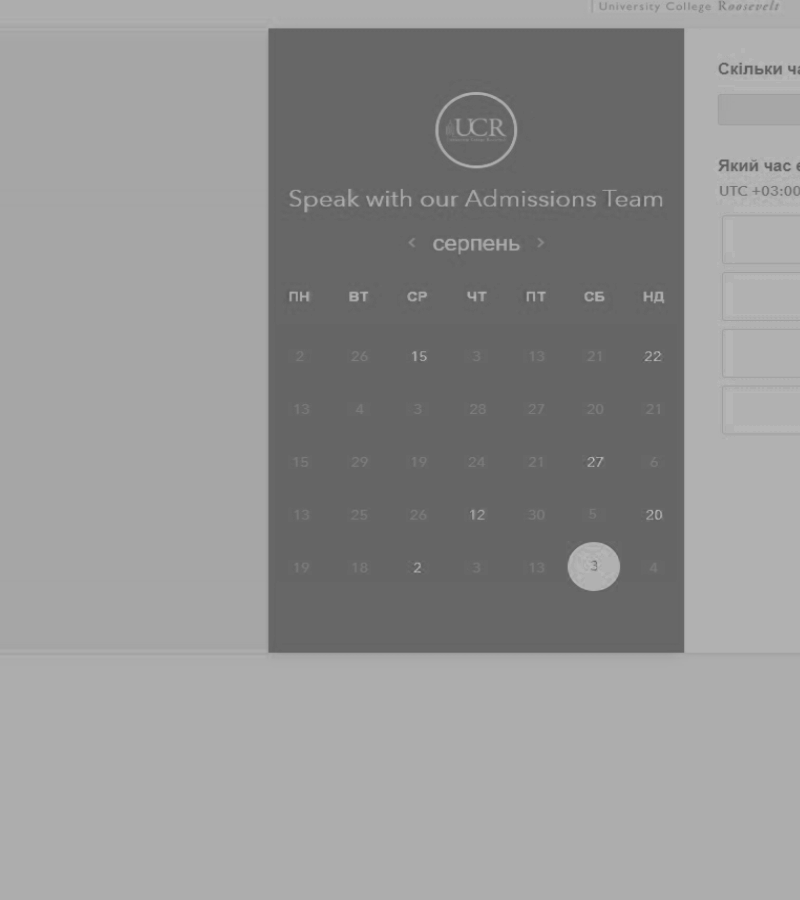 University College Roosevelt
UCR
Speak with our Admissions Team
< серпень >
ПН ВТ СР ЧТ ПТ СБ НД
2 26 15 3 13 21 22
13 4 3 28 27 20 21
15 29 19 24 21 27 6
13 25 26 12 30 5 20
19 18 2 3 13 3 4
Скільки ча
Який час є
UTC +03:00